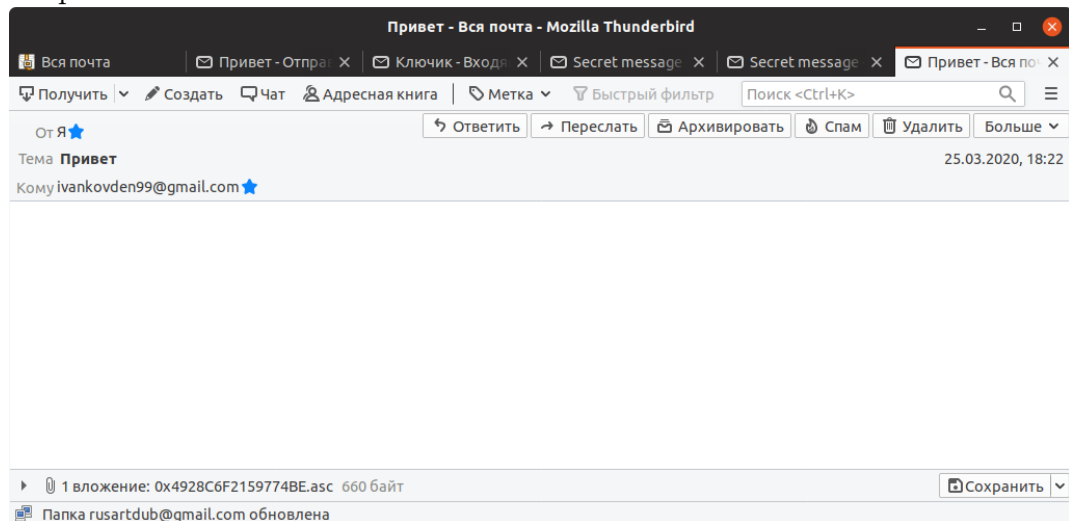 Привет - Вся почта - Mozilla Thunderbird
Вся почта Привет - Отпра Ключик - Входя Secret message Secret message Привет - Вся по
Получить Создать Чат Адресная книга Метка Быстрый фильтр Поиск <Ctrl+K>
От Я Ответить Переслать Архивировать Спам Удалить Больше
Тема Привет 25.03.2020, 18:22
Кому ivankovden99@gmail.com
1 вложение: 0x4928C6F2159774BE.asc 660 байт Сохранить
Папка rusartdub@gmail.com обновлена